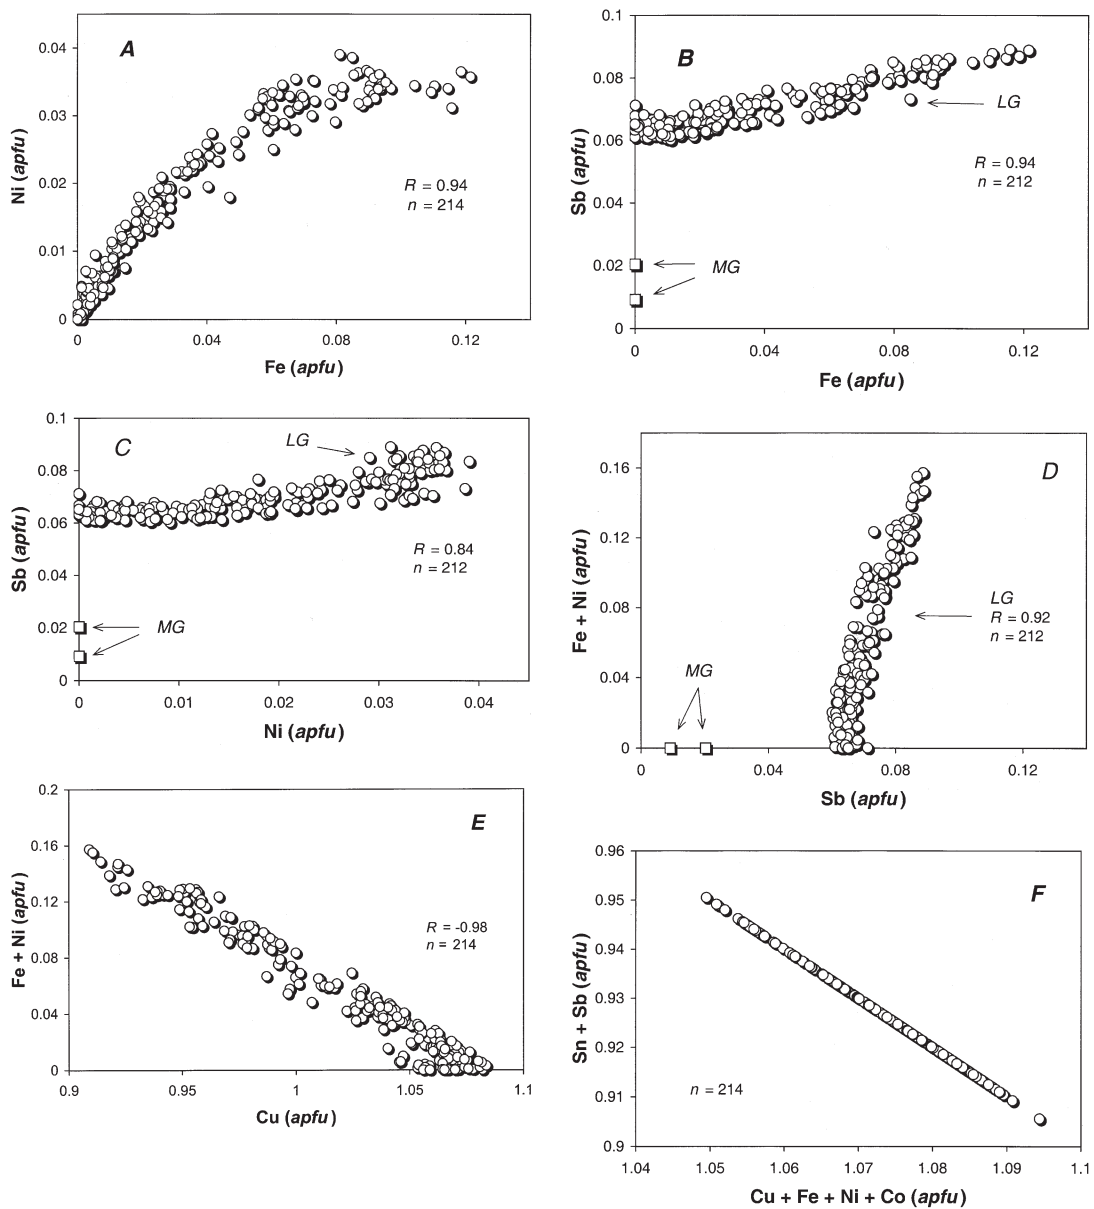 A
0.04
0.03
0.02
0.01
0
Ni (apfu)
R = 0.94
n = 214
0
0.04
0.08
0.12
Fe (apfu)
B
0.1
0.08
0.06
0.04
0.02
0
Sb (apfu)
LG
R = 0.94
n = 212
MG
0
0.04
0.08
0.12
Fe (apfu)
C
0.1
0.08
0.06
0.04
0.02
0
Sb (apfu)
LG
R = 0.84
n = 212
MG
0
0.01
0.02
0.03
0.04
Ni (apfu)
D
0.16
0.12
0.08
0.04
0
Fe + Ni (apfu)
LG
R = 0.92
n = 212
MG
0
0.04
0.08
0.12
Sb (apfu)
E
0.2
0.16
0.12
0.08
0.04
0
Fe + Ni (apfu)
R = -0.98
n = 214
0.9
0.95
1
1.05
1.1
Cu (apfu)
F
0.96
0.95
0.94
0.93
0.92
0.91
0.9
Sn + Sb (apfu)
n = 214
1.04
1.05
1.06
1.07
1.08
1.09
1.1
Cu + Fe + Ni + Co (apfu)